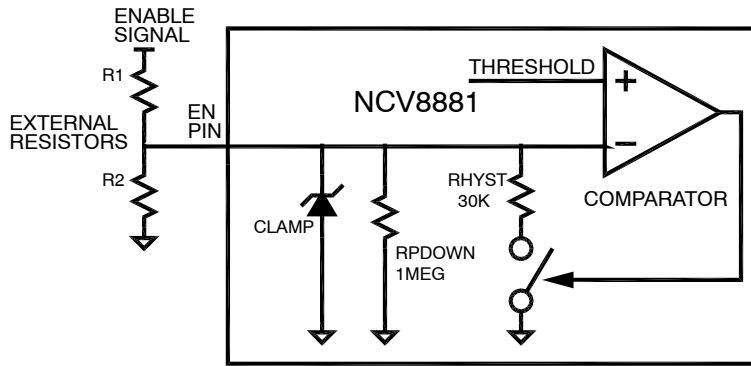 ENABLE
SIGNAL
R1
THRESHOLD
+
NCV8881
EN
PIN
EXTERNAL
RESISTORS
−
R2
RHYST
30K
COMPARATOR
CLAMP
RPDOWN
1MEG